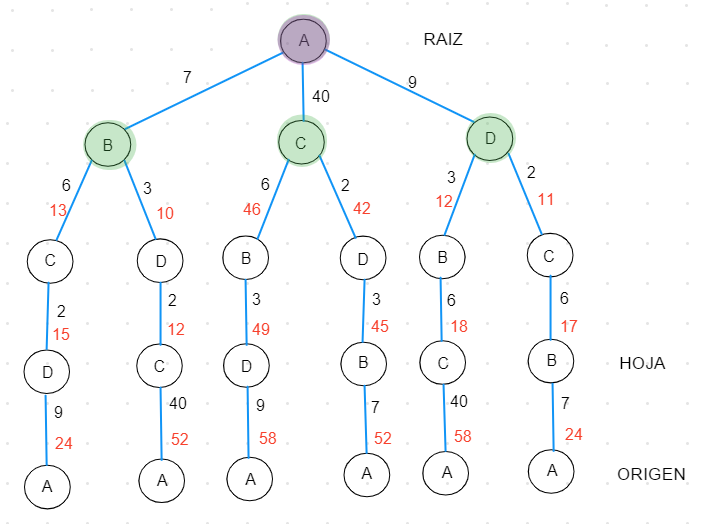 A RAIZ
7 40 9
B C D
6 3 6 2 3 2
13 10 46 42 12 11
C D B D B C
2 2 3 3 6 6
15 12 49 45 18 17
D C D B C B HOJA
9 40 9 7 40 7
24 52 58 52 58 24
A A A A A A ORIGEN